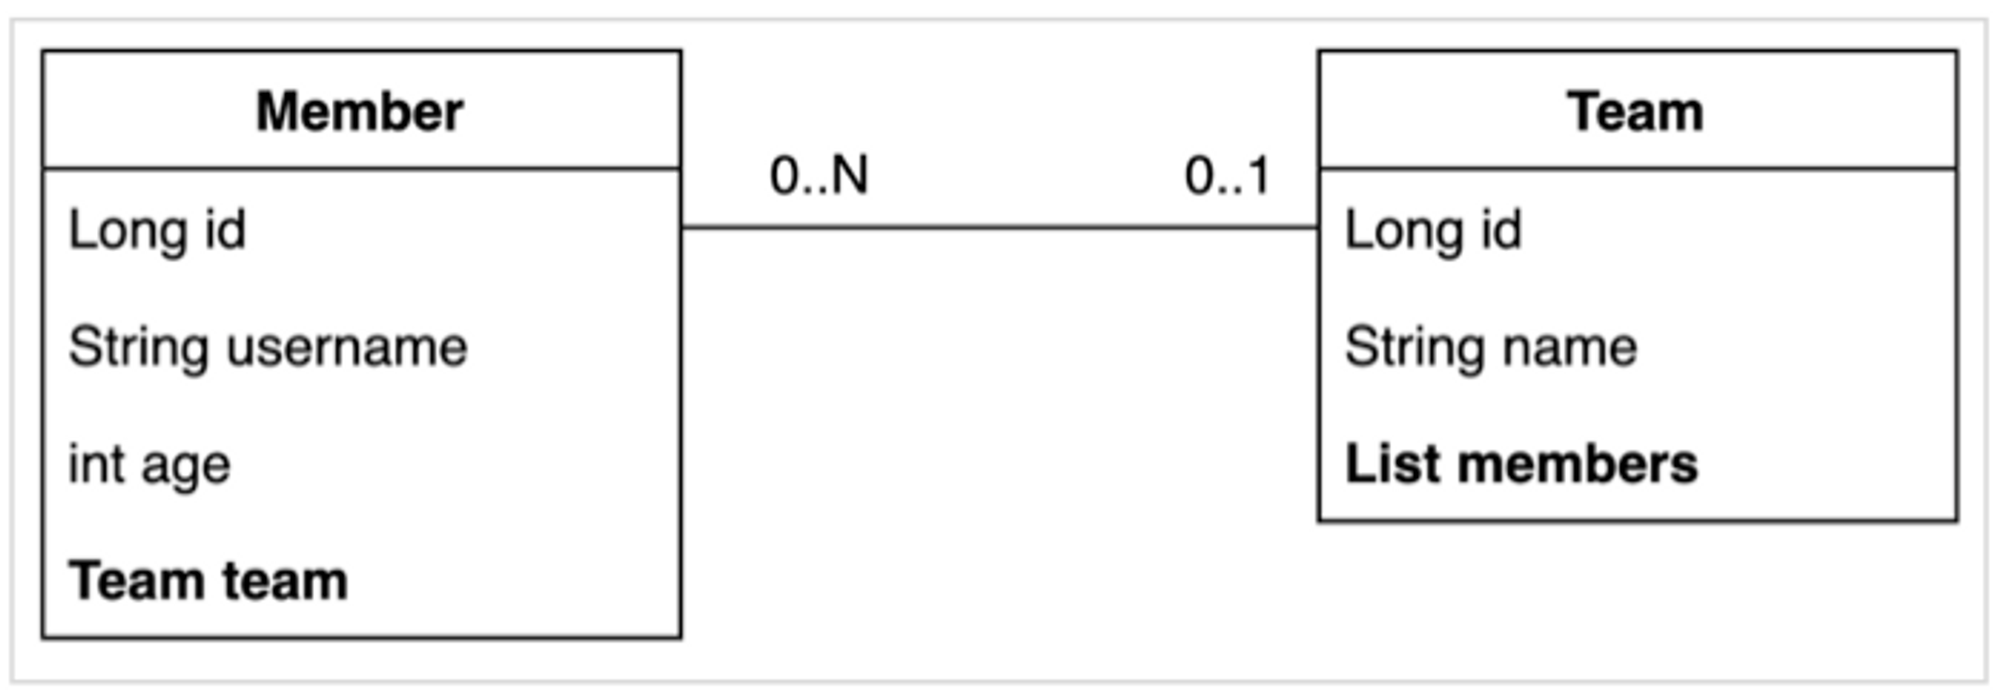 Member
Long id
String username
int age
Team team
0..N
0..1
Team
Long id
String name
List members